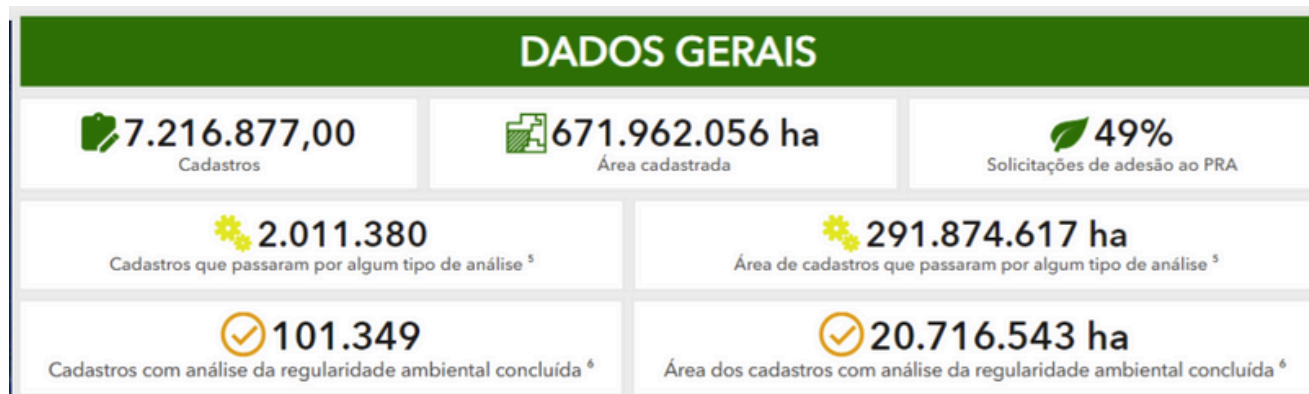 DADOS GERAIS
7.216.877,00
Cadastros
671.962.056 ha
Área cadastrada
49%
Solicitações de adesão ao PRA
2.011.380
Cadastros que passaram por algum tipo de análise ⁵
291.874.617 ha
Área de cadastros que passaram por algum tipo de análise ⁵
101.349
Cadastros com análise da regularidade ambiental concluída ⁶
20.716.543 ha
Área dos cadastros com análise da regularidade ambiental concluída ⁶